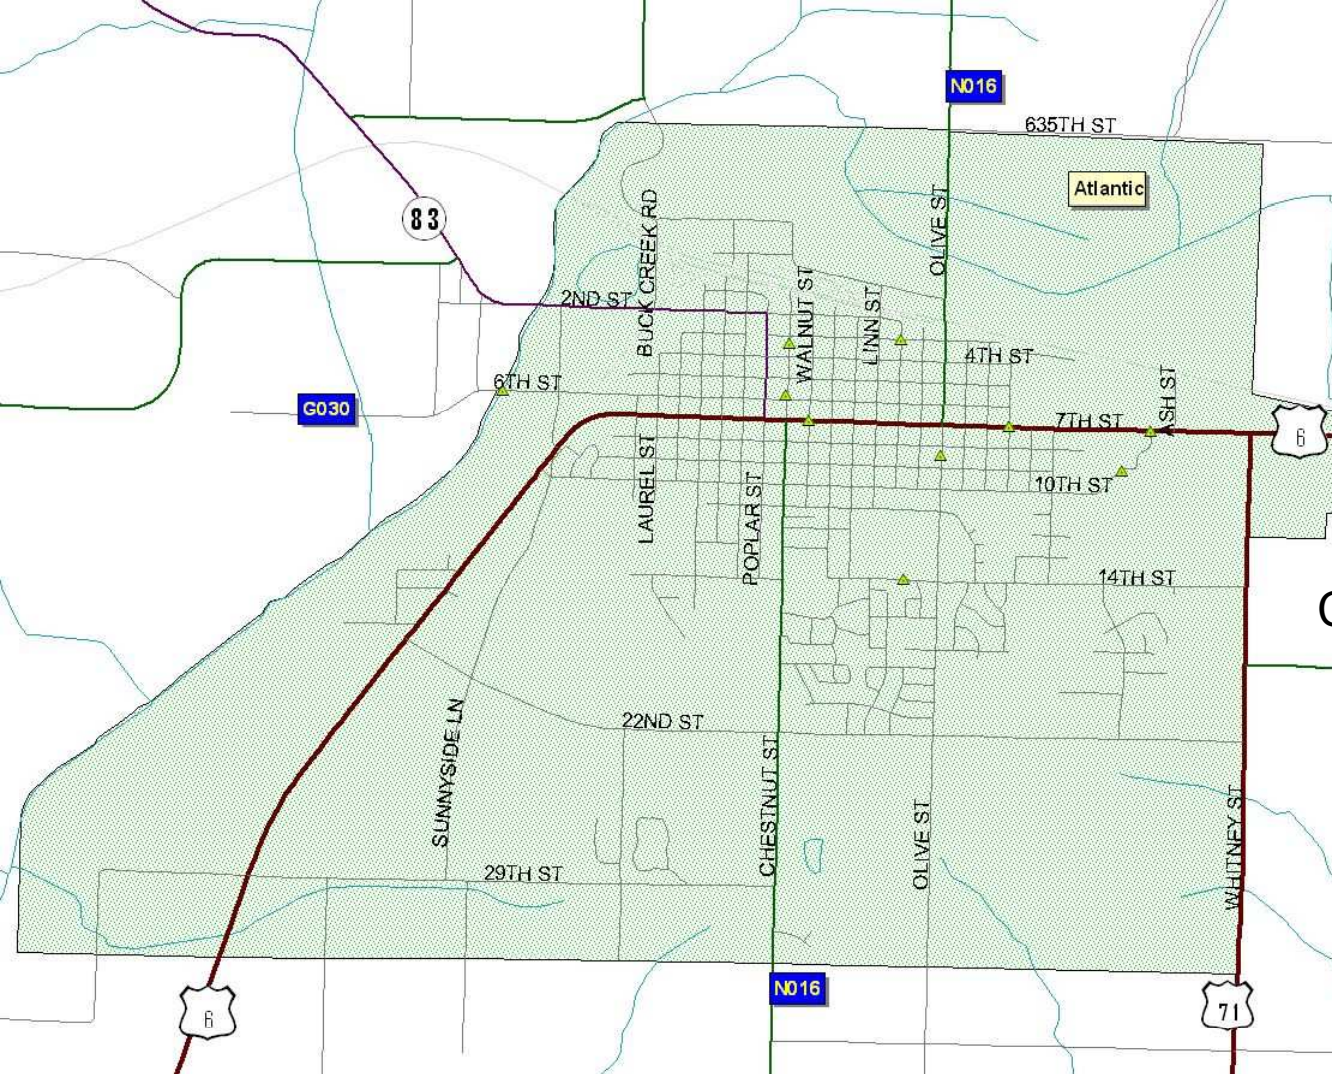 N016
635TH ST
Atlantic
83
OLIVE ST
BUCK CREEK RD
2ND ST
WALNUT ST
LINN ST
4TH ST
6TH ST
ASH ST
G030
7TH ST
6
LAUREL ST
POPLAR ST
10TH ST
14TH ST
22ND ST
SUNNYSIDE LN
CHESTNUT ST
OLIVE ST
WHITNEY ST
29TH ST
N016
6
71